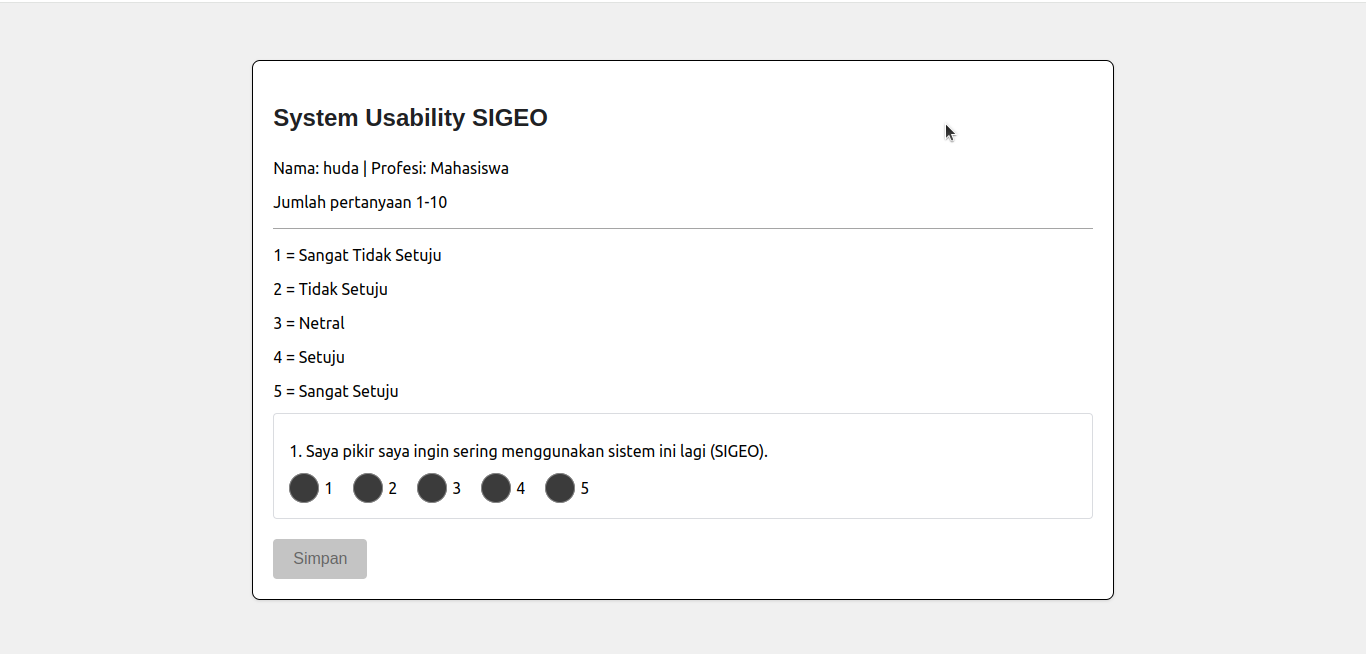 System Usability SIGEO
Nama: huda | Profesi: Mahasiswa
Jumlah pertanyaan 1-10
1 = Sangat Tidak Setuju
2 = Tidak Setuju
3 = Netral
4 = Setuju
5 = Sangat Setuju
1. Saya pikir saya ingin sering menggunakan sistem ini lagi (SIGEO).
1 2 3 4 5
Simpan